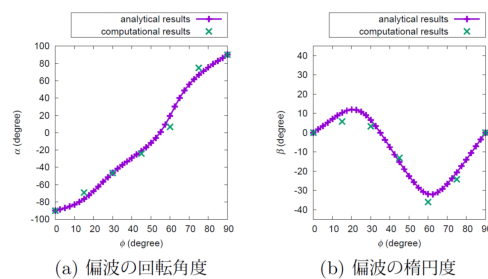 analytical results
computational results
100
80
60
40
20
0
-20
-40
-60
-80
-100
α (degree)
0 10 20 30 40 50 60 70 80 90
φ (degree)
(a) 偏波の回転角度
analytical results
computational results
40
30
20
10
0
-10
-20
-30
-40
β (degree)
0 10 20 30 40 50 60 70 80 90
φ (degree)
(b) 偏波の楕円度